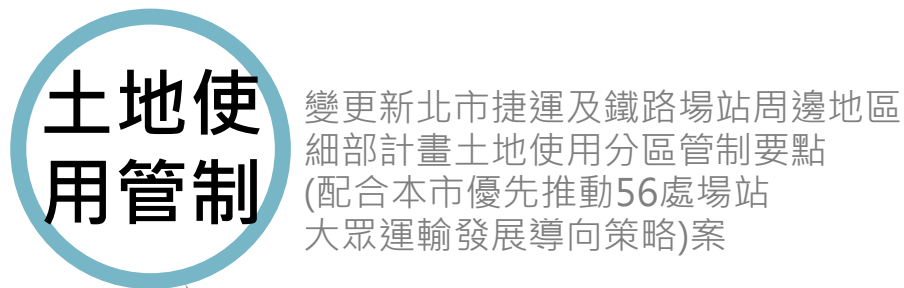 土地使
用管制
變更新北市捷運及鐵路場站周邊地區
細部計畫土地使用分區管制要點
(配合本市優先推動56處場站
大眾運輸發展導向策略)案